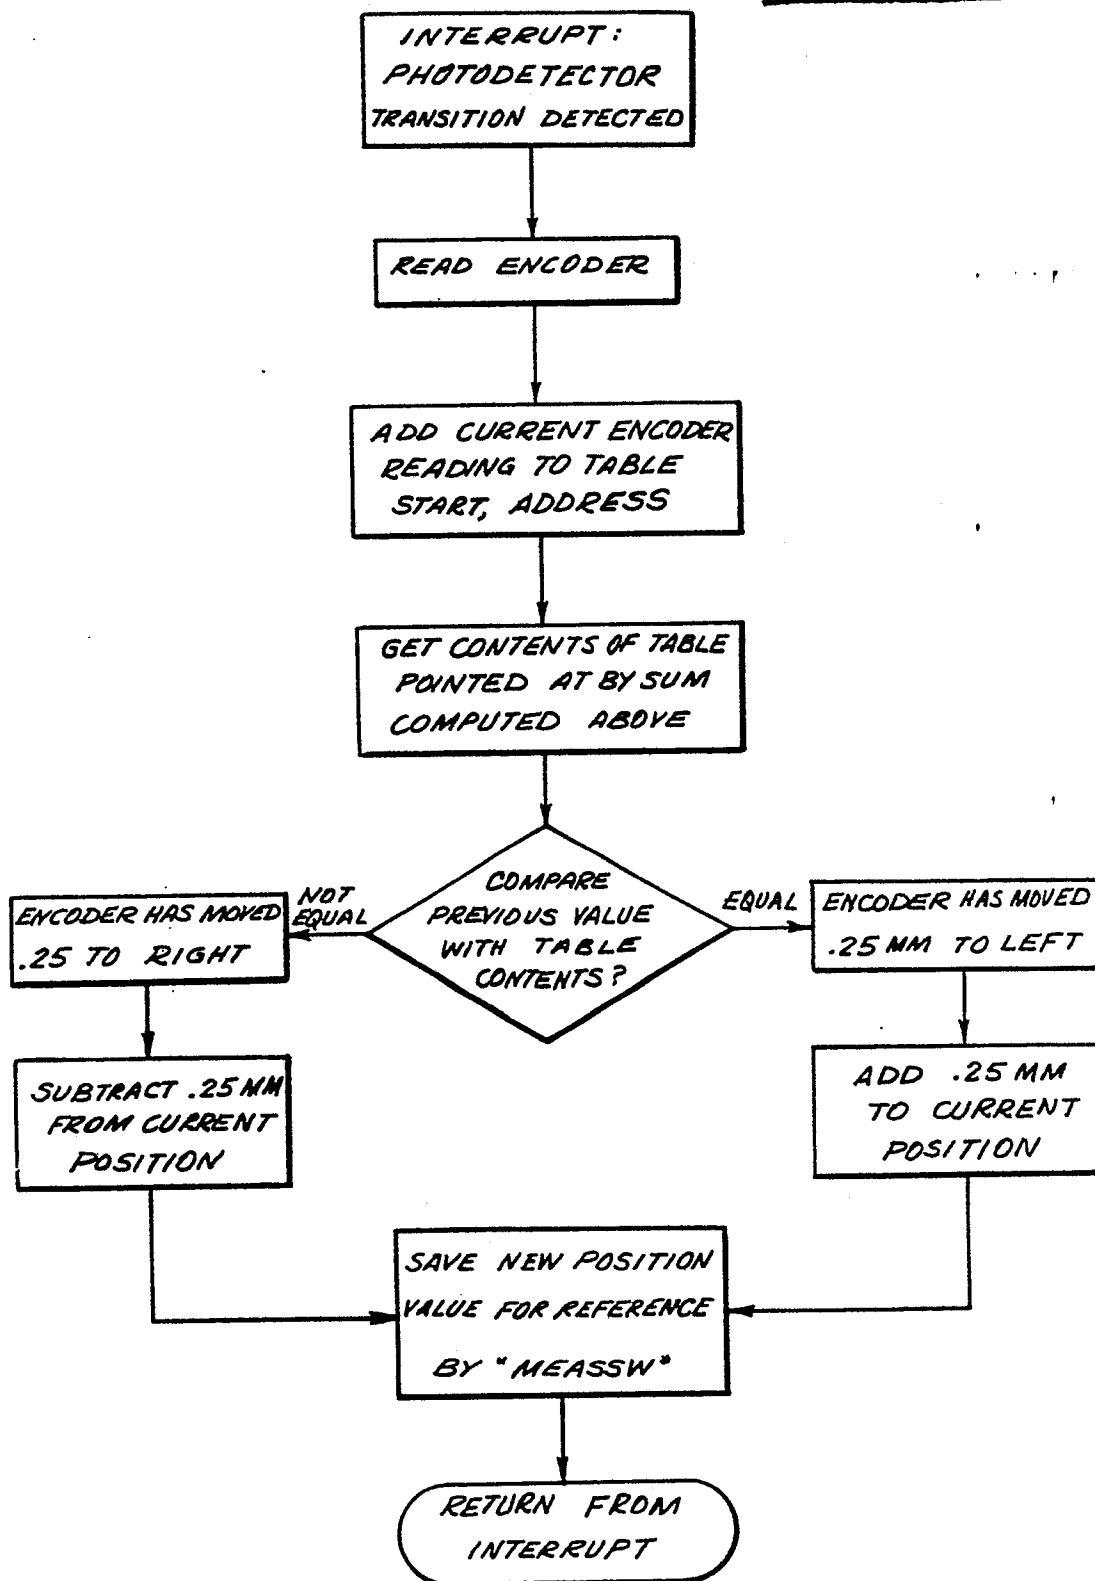 INTERRUPT:
PHOTODETECTOR
TRANSITION DETECTED
READ ENCODER
ADD CURRENT ENCODER
READING TO TABLE
START, ADDRESS
GET CONTENTS OF TABLE
POINTED AT BY SUM
COMPUTED ABOVE
COMPARE
PREVIOUS VALUE
WITH TABLE
CONTENTS?
NOT
EQUAL
EQUAL
ENCODER HAS MOVED
.25 TO RIGHT
ENCODER HAS MOVED
.25 MM TO LEFT
SUBTRACT .25 MM
FROM CURRENT
POSITION
ADD .25 MM
TO CURRENT
POSITION
SAVE NEW POSITION
VALUE FOR REFERENCE
BY "MEASSW"
RETURN FROM
INTERRUPT